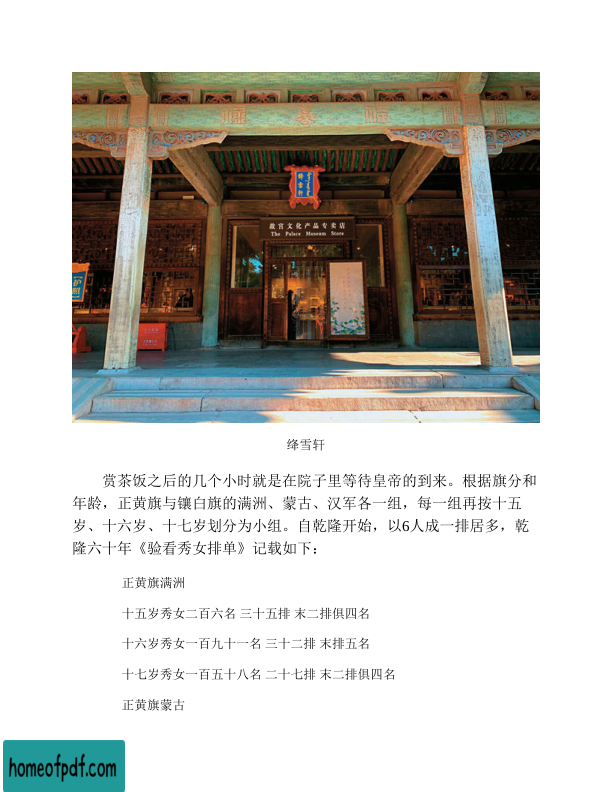 绛雪轩
故宫文化产品专卖店
The Palace Museum Store
绛雪轩
赏茶饭之后的几个小时就是在院子里等待皇帝的到来。根据旗分和
年龄，正黄旗与镶白旗的满洲、蒙古、汉军各一组，每一组再按十五
岁、十六岁、十七岁划分为小组。自乾隆开始，以6人成一排居多，乾
隆六十年《验看秀女排单》记载如下：
正黄旗满洲
十五岁秀女二百六名 三十五排 末二排俱四名
十六岁秀女一百九十一名 三十二排 末排五名
十七岁秀女一百五十八名 二十七排 末二排俱四名
正黄旗蒙古
homeofpdf.com